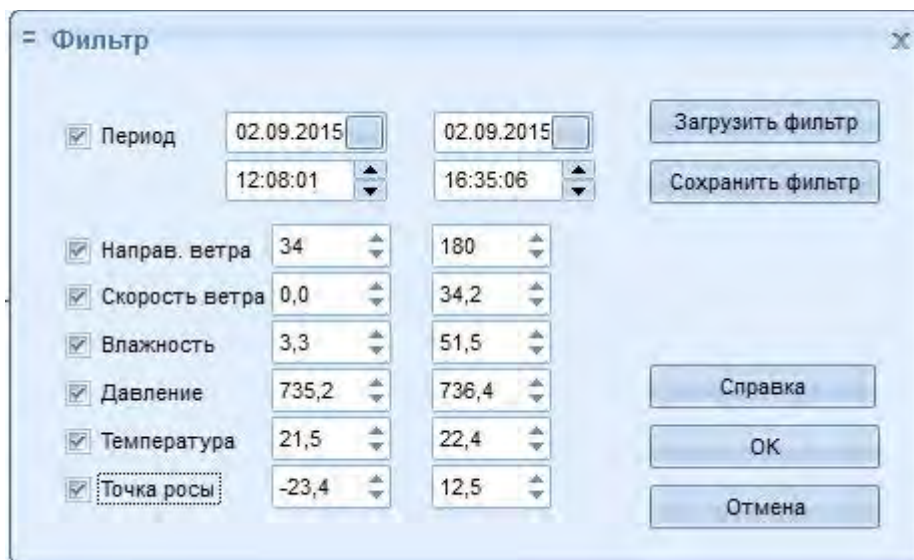 Фильтр
Период 02.09.2015 02.09.2015 Загрузить фильтр
12:08:01 16:35:06 Сохранить фильтр
Направ. ветра 34 180
Скорость ветра 0,0 34,2
Влажность 3,3 51,5
Давление 735,2 736,4 Справка
Температура 21,5 22,4 ОК
Точка росы -23,4 12,5 Отмена